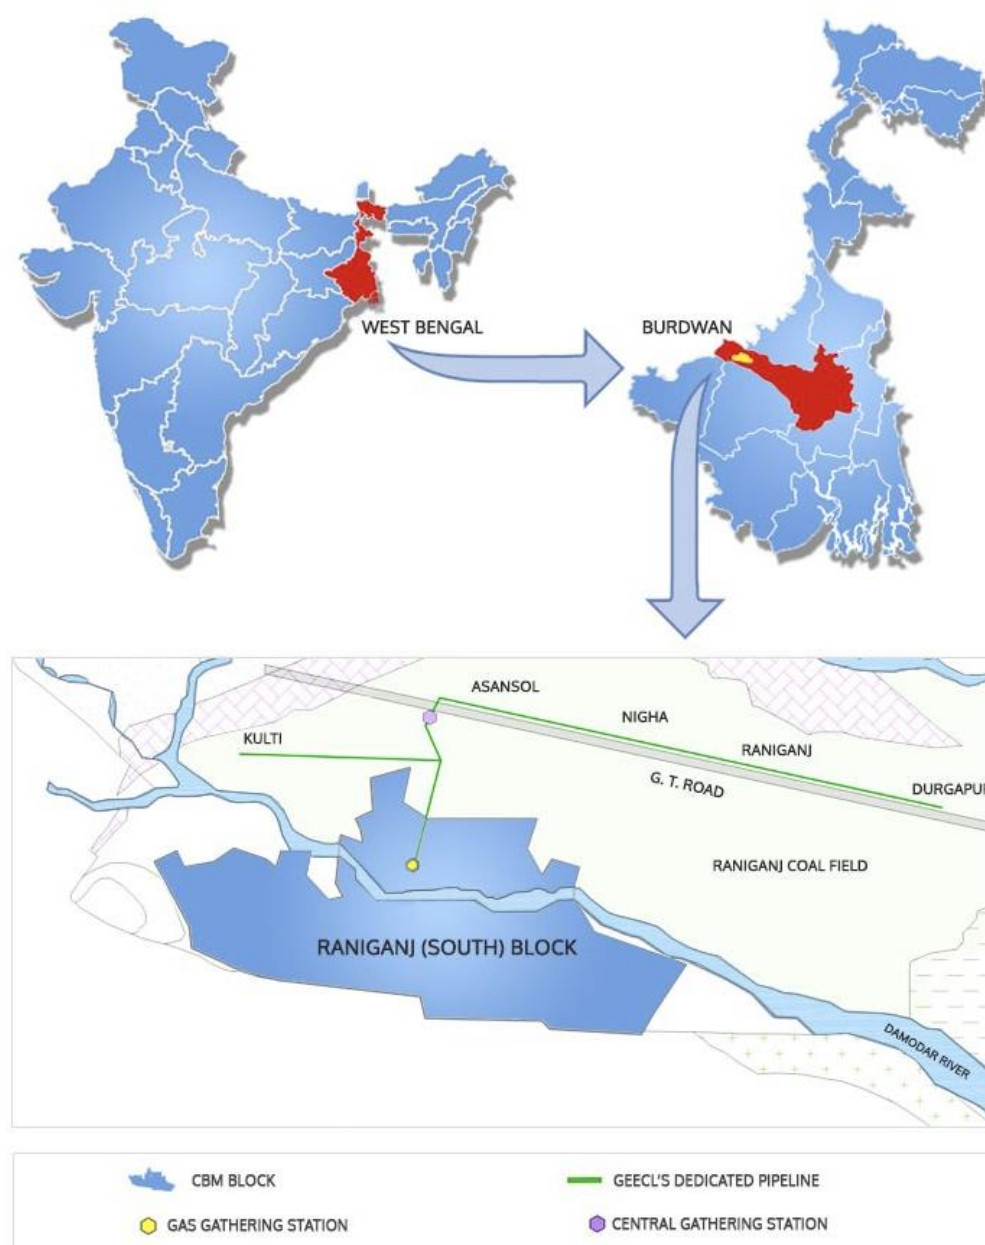 WEST BENGAL
BURDWAN
ASANSOL
NIGHA
KULTI
RANIGANJ
G. T. ROAD
DURGAPU
RANIGANJ COAL FIELD
RANIGANJ (SOUTH) BLOCK
DAMODAR RIVER
CBM BLOCK
GEECL'S DEDICATED PIPELINE
GAS GATHERING STATION
CENTRAL GATHERING STATION